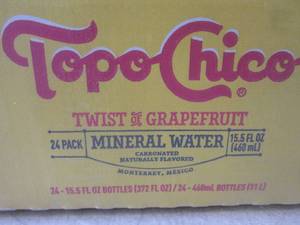 Topo Chico®
TWIST OF GRAPEFRUIT
24 PACK MINERAL WATER 15.5 FL OZ (460 mL)
CARBONATED
NATURALLY FLAVORED
MONTERREY, MÉXICO
24 - 15.5 FL OZ BOTTLES (372 FL OZ) / 24 - 460mL BOTTLES (11 L)